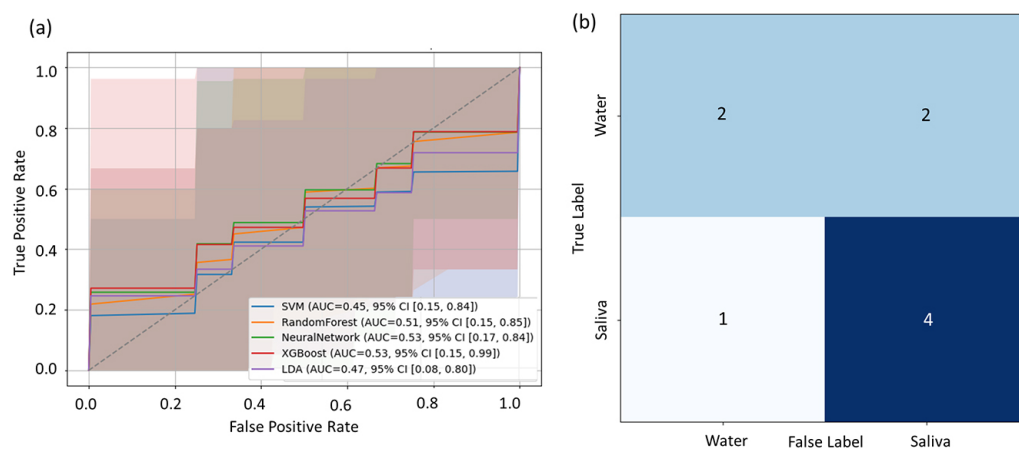 (a)
True Positive Rate
1.0
0.8
0.6
0.4
0.2
0.0
SVM (AUC=0.45, 95% CI [0.15, 0.84])
RandomForest (AUC=0.51, 95% CI [0.15, 0.85])
NeuralNetwork (AUC=0.53, 95% CI [0.17, 0.84])
XGBoost (AUC=0.53, 95% CI [0.15, 0.99])
LDA (AUC=0.47, 95% CI [0.08, 0.80])
0.0 0.2 0.4 0.6 0.8 1.0
False Positive Rate
(b)
True Label
Water
Saliva
2 2
1 4
Water False Label Saliva